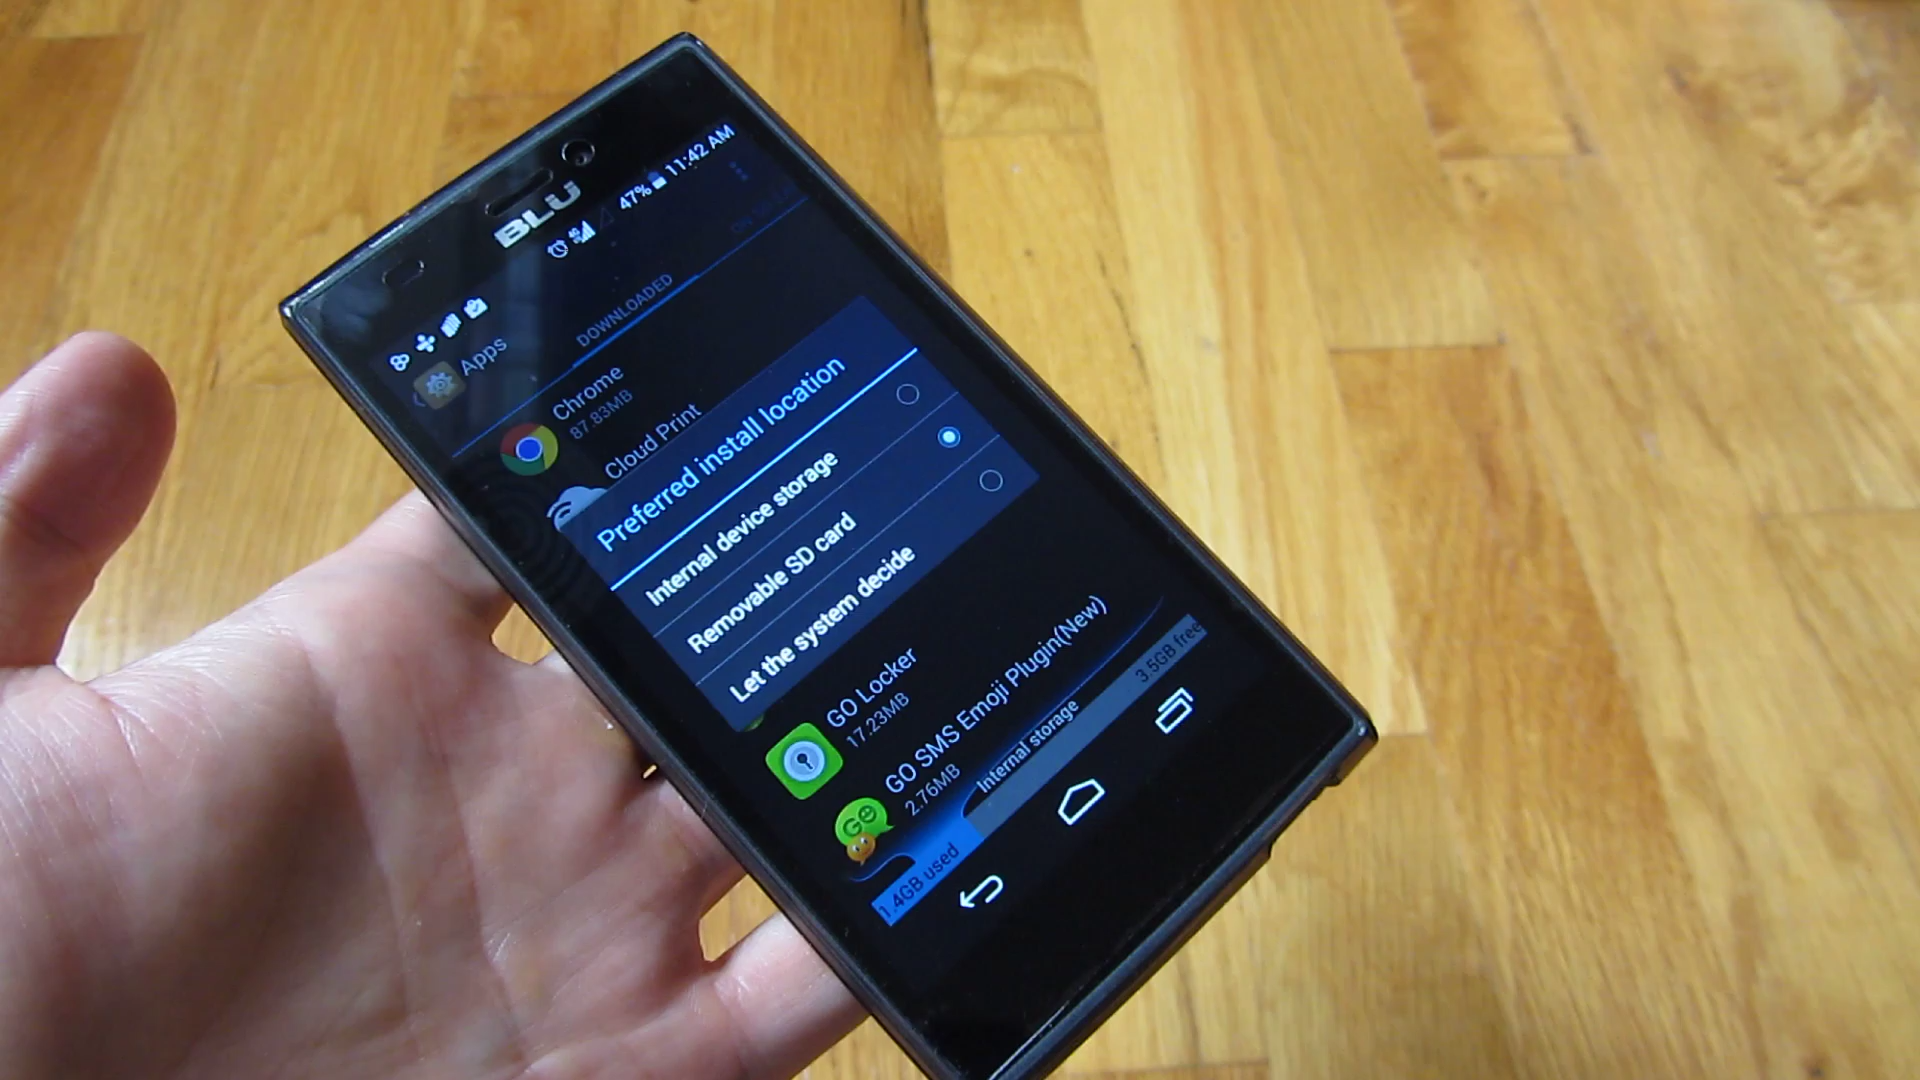 BLU
4G 47% 11:42 AM
Apps
DOWNLOADED
Chrome
87.83MB
Cloud Print
Preferred install location
Internal device storage
Removable SD card
Let the system decide
GO Locker
17.23MB
GO SMS Emoji Plugin(New)
2.76MB
GO
Internal storage
1.4GB used
3.5GB free